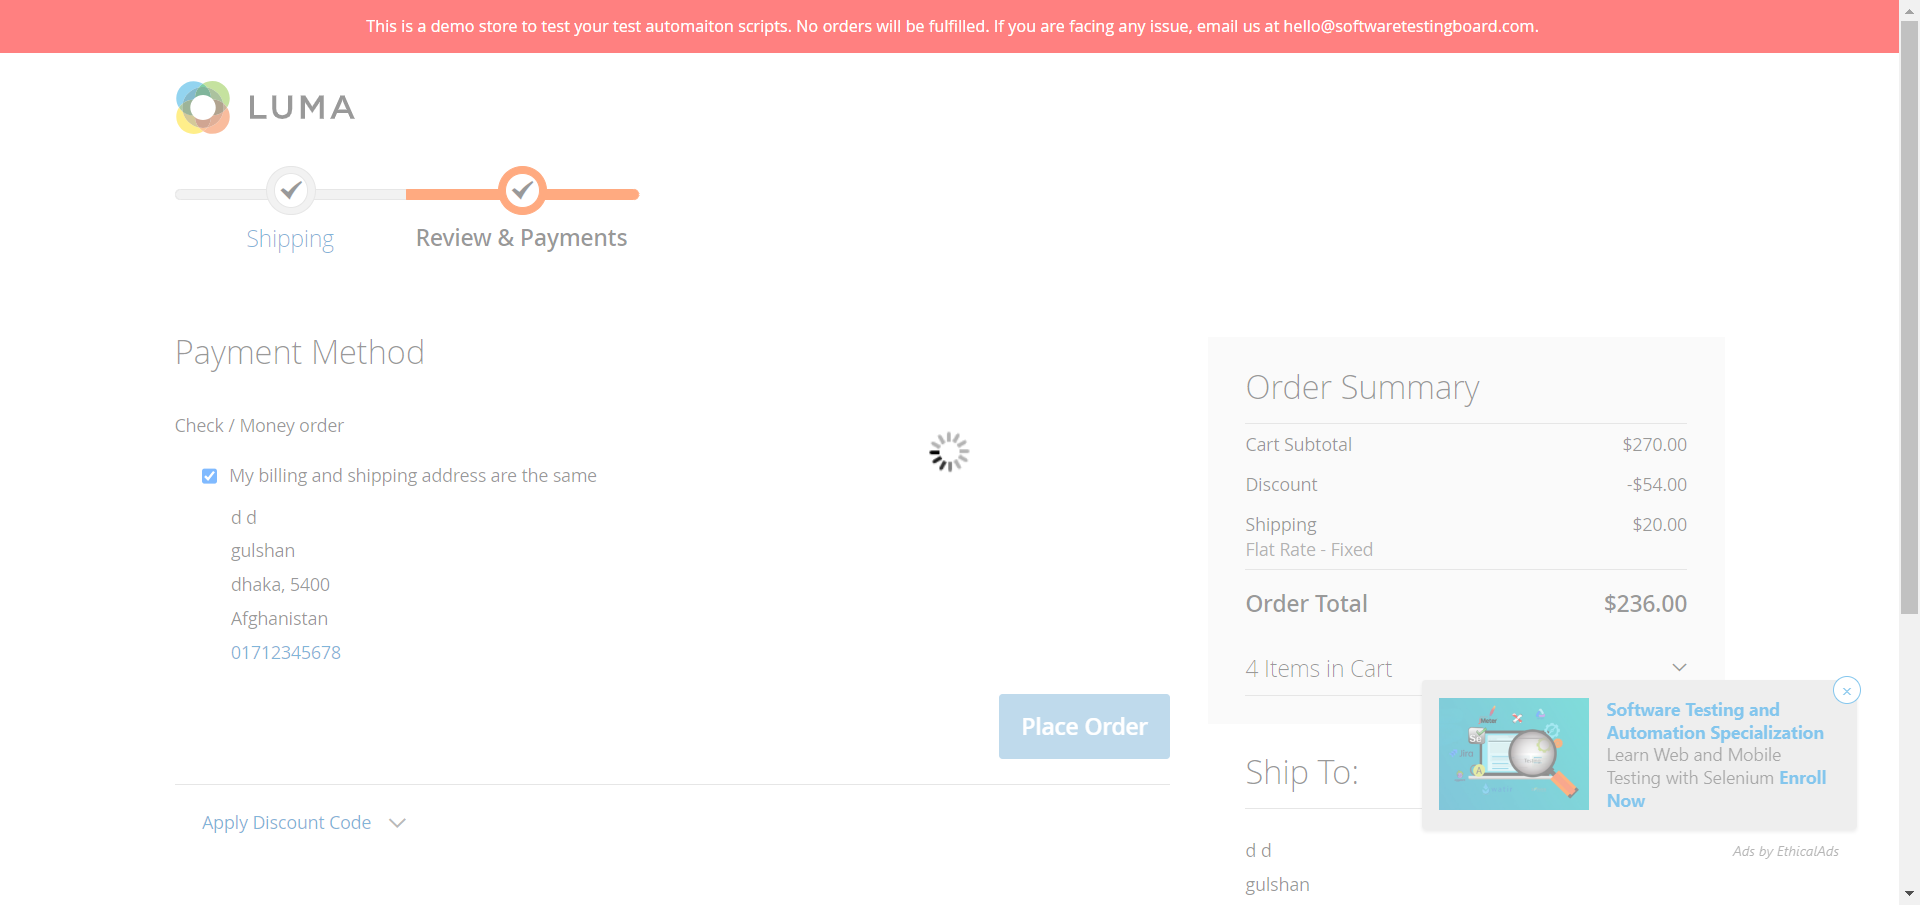 This is a demo store to test your test automaiton scripts. No orders will be fulfilled. If you are facing any issue, email us at hello@softwaretestingboard.com.
LUMA
Shipping
Review & Payments
Payment Method
Check / Money order
My billing and shipping address are the same
d d
gulshan
dhaka, 5400
Afghanistan
01712345678
Place Order
Apply Discount Code
Order Summary
Cart Subtotal $270.00
Discount -$54.00
Shipping $20.00
Flat Rate - Fixed
Order Total $236.00
4 Items in Cart
Ship To:
d d
gulshan
Software Testing and
Automation Specialization
Learn Web and Mobile
Testing with Selenium Enroll
Now
Ads by EthicalAds